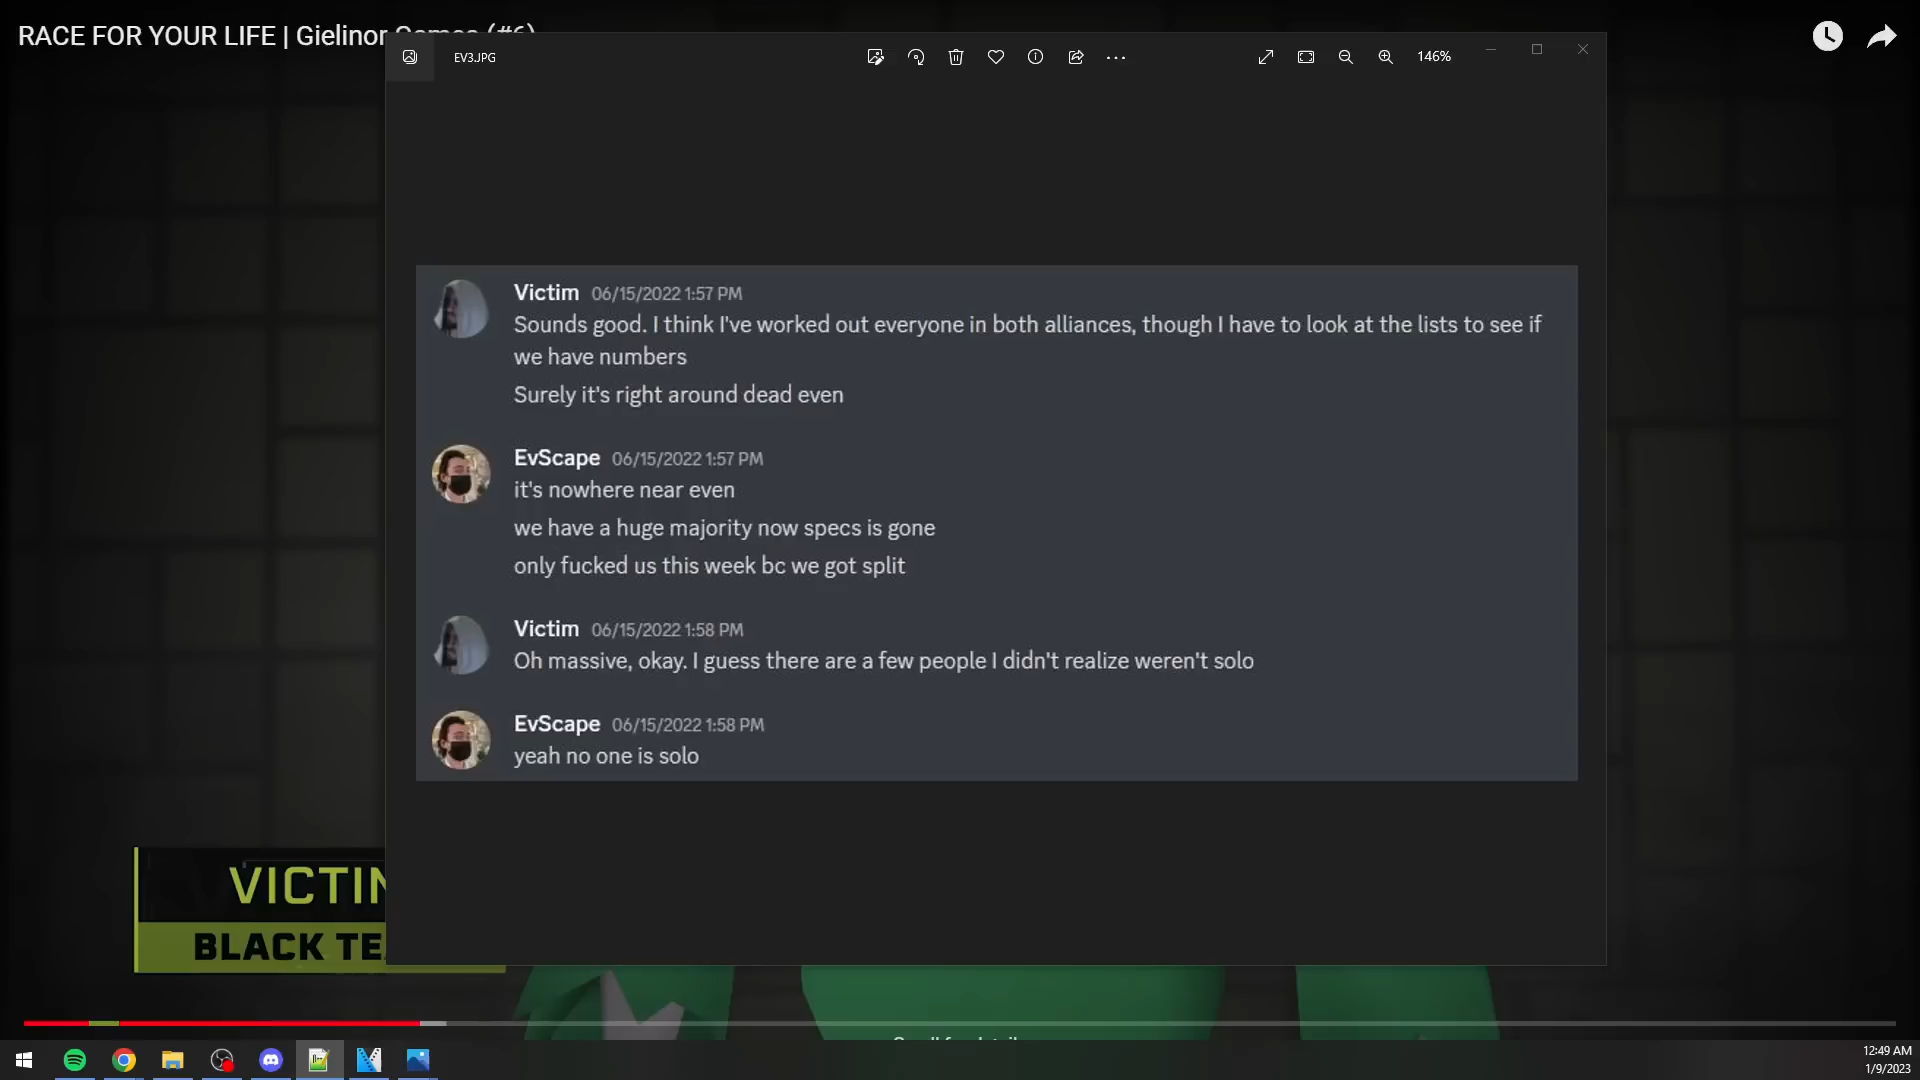 RACE FOR YOUR LIFE | Gielinor Games (#6)
EV3.JPG
146%
Victim 06/15/2022 1:57 PM
Sounds good. I think I've worked out everyone in both alliances, though I have to look at the lists to see if
we have numbers
Surely it's right around dead even
EvScape 06/15/2022 1:57 PM
it's nowhere near even
we have a huge majority now specs is gone
only fucked us this week bc we got split
Victim 06/15/2022 1:58 PM
Oh massive, okay. I guess there are a few people I didn't realize weren't solo
EvScape 06/15/2022 1:58 PM
yeah no one is solo
VICTIM
BLACK TE
12:49 AM
1/9/2023